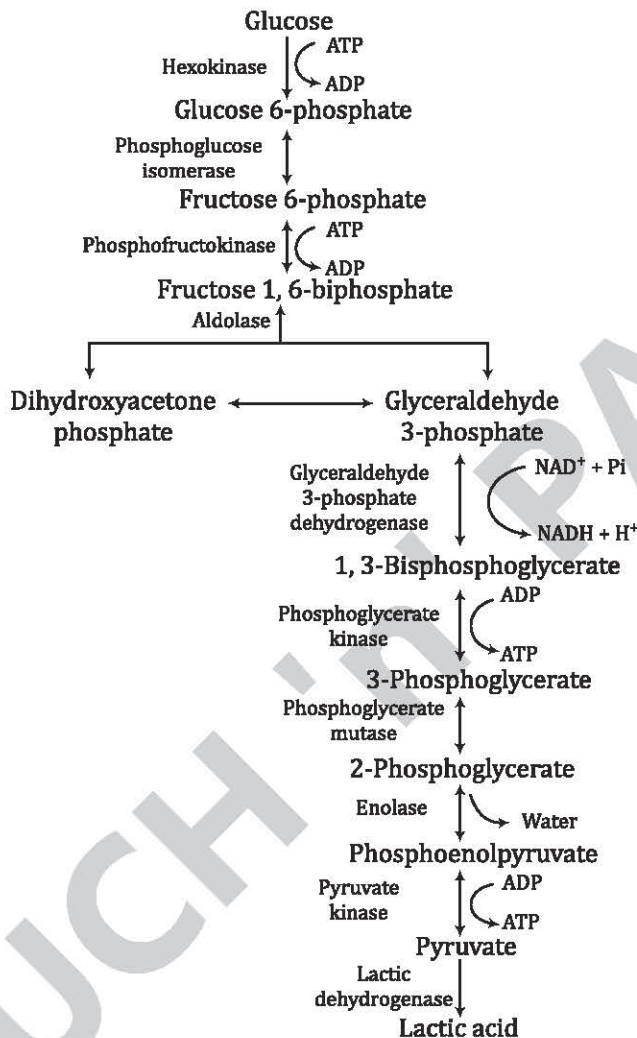 Glucose
ATP
Hexokinase
ADP
Glucose 6-phosphate
Phosphoglucose
isomerase
Fructose 6-phosphate
ATP
Phosphofructokinase
ADP
Fructose 1, 6-biphosphate
Aldolase
Dihydroxyacetone
phosphate
Glyceraldehyde
3-phosphate
Glyceraldehyde
3-phosphate
dehydrogenase
NAD⁺ + Pi
NADH + H⁺
1, 3-Bisphosphoglycerate
ADP
Phosphoglycerate
kinase
ATP
3-Phosphoglycerate
Phosphoglycerate
mutase
2-Phosphoglycerate
Enolase
Water
Phosphoenolpyruvate
ADP
Pyruvate
kinase
ATP
Pyruvate
Lactic
dehydrogenase
Lactic acid
UCH 'n' PA